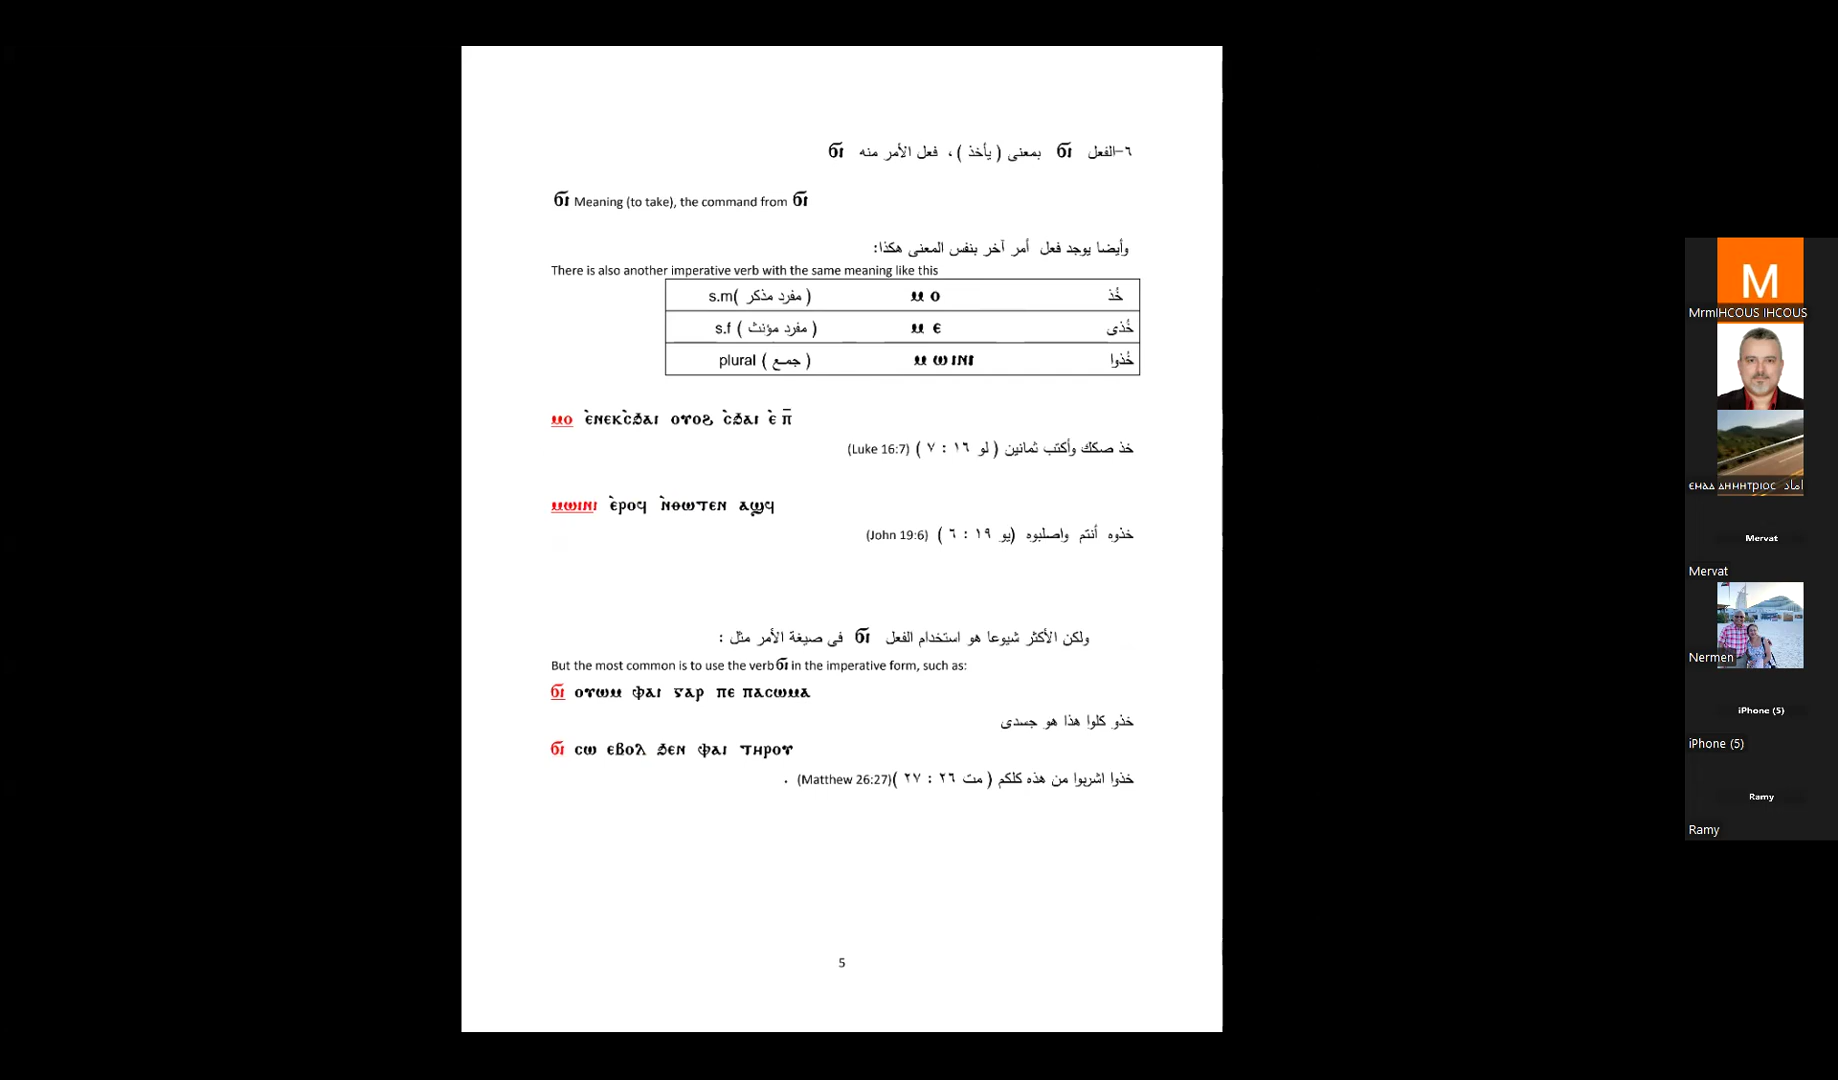 ٦-الفعل ϭⲓ̄ بمعنى ( يأخذ ) ، فعل الأمر منه ϭⲓ̄
ϭⲓ̄ Meaning (to take), the command from ϭⲓ̄
وأيضا يوجد فعل أمر آخر بنفس المعنى هكذا:
There is also another imperative verb with the same meaning like this
خُذ ⲙ ⲟ s.m( مفرد مذكر )
خُذى ⲙ ⲉ s.f ( مفرد مؤنث )
خُذوا ⲙ ⲱⲓⲛⲓ plural ( جمـع )
ⲙⲟ ⲉ̀ⲛⲉⲕⲥ̀ϧⲁⲓ ⲟⲩⲟϩ ⲥ̀ϧⲁⲓ ⲉ̀ ⲡ̄
خذ صكك وأكتب ثمانين ( لو ١٦ : ٧ ) (Luke 16:7)
ⲙⲱⲓⲛⲓ ⲉ̀ⲣⲟϥ ⲛ̀ⲑⲱⲧⲉⲛ ⲁϣϥ
خذوه أنتم واصلبوه (يو ١٩ : ٦ ) (John 19:6)
ولكن الأكثر شيوعا هو استخدام الفعل ϭⲓ̄ فى صيغة الأمر مثل :
But the most common is to use the verb ϭⲓ̄ in the imperative form, such as:
ϭⲓ̄ ⲟⲩⲱⲙ ⲫⲁⲓ ⲅⲁⲣ ⲡⲉ ⲡⲁⲥⲱⲙⲁ
خذو كلوا هذا هو جسدى
ϭⲓ̄ ⲥⲱ ⲉⲃⲟⲗ ϧⲉⲛ ⲫⲁⲓ ⲧⲏⲣⲟⲩ
خذوا اشربوا من هذه كلكم ( مت ٢٦ : ٢٧ )(Matthew 26:27) .
5
M
MrmIHCOUS IHCOUS
ⲉⲙⲁⲇ ⲇⲏⲙⲏⲧⲣⲓⲟⲥ اماد
Mervat
Mervat
Nermen
iPhone (5)
iPhone (5)
Ramy
Ramy